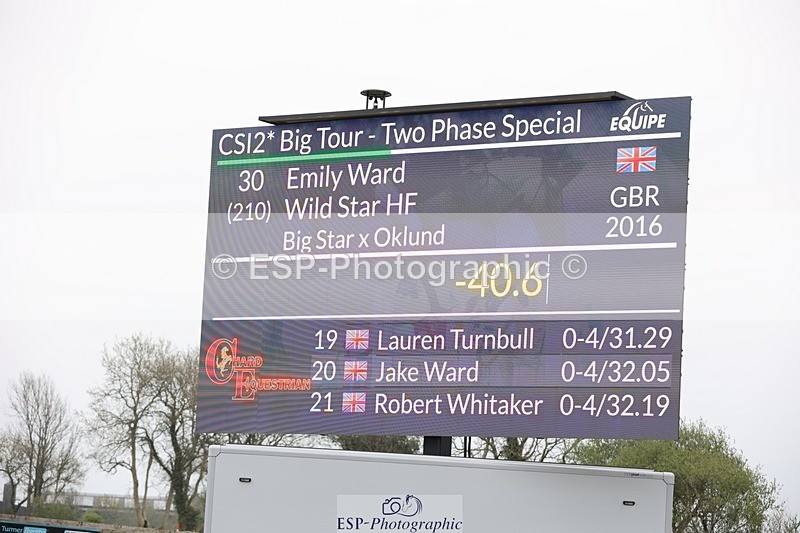 CSI2* Big Tour - Two Phase Special
EQUIPE
30 Emily Ward
(210) Wild Star HF GBR
Big Star x Oklund 2016
© ESP-Photographic ©
-40.6
CHARD EQUESTRIAN
19 Lauren Turnbull 0-4/31.29
20 Jake Ward 0-4/32.05
21 Robert Whitaker 0-4/32.19
ESP-Photographic